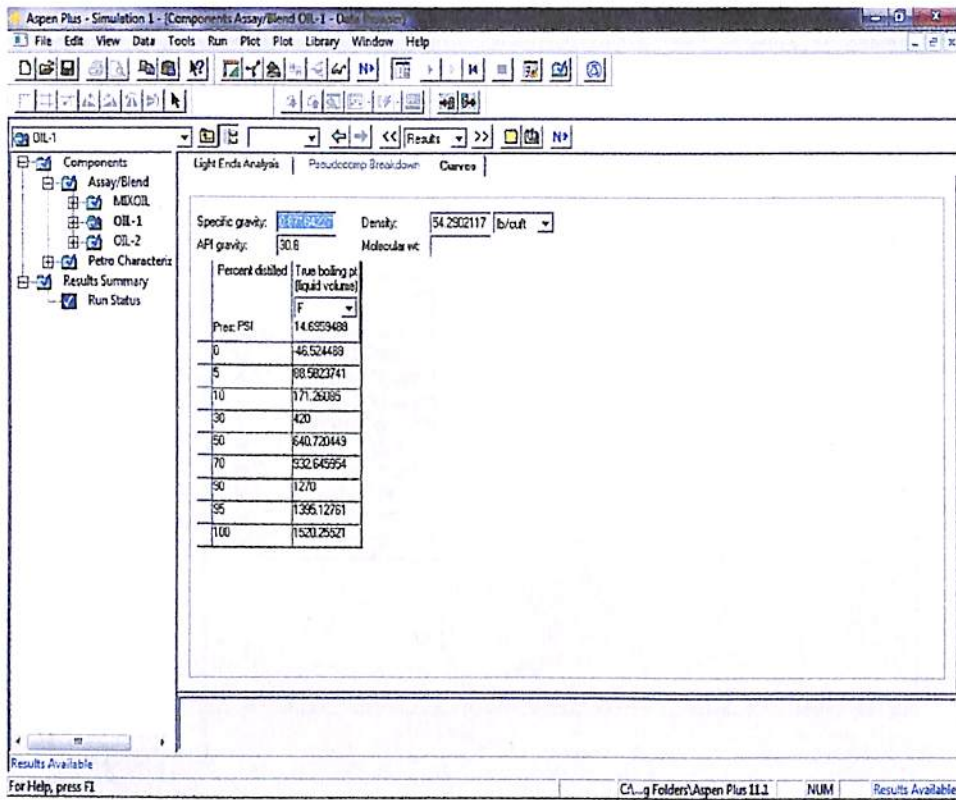 Aspen Plus - Simulation 1 - [Components Assay/Blend OIL-1 - Data Browser]
File Edit View Data Tools Run Plot Plot Library Window Help
N>
OIL-1
<< Results >> N>
Components
Assay/Blend
MIXOIL
OIL-1
OIL-2
Petro Characteriz
Results Summary
Run Status
Light Ends Analysis Pseudocomp Breakdown Curves
Specific gravity: Density: 54.2902117 lb/cuft
API gravity: 30.8 Molecular wt:
Percent distilled True boiling pt
(liquid volume)
F
Pres: PSI 14.6959488
0 -46.524489
5 88.5823741
10 171.26085
30 420
50 640.720449
70 932.645954
90 1270
95 1395.12761
100 1520.25521
Results Available
For Help, press F1 C:\...g Folders\Aspen Plus 11.1 NUM Results Available